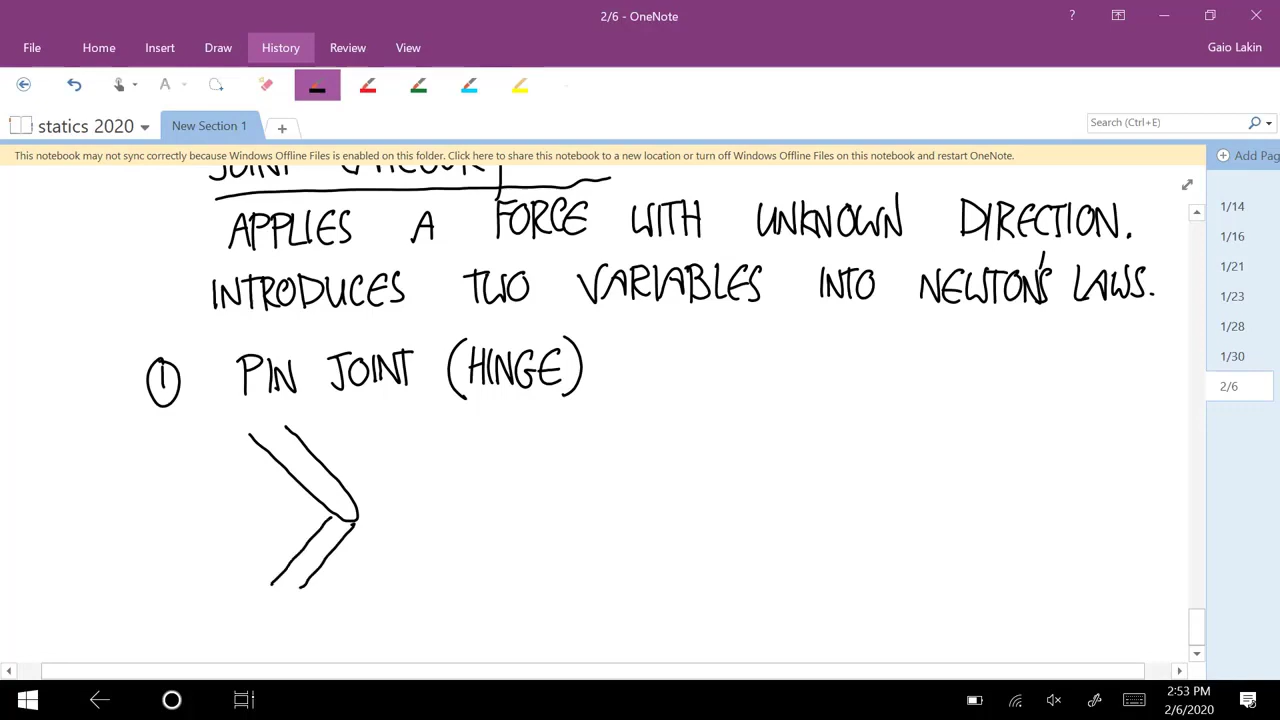 2/6 - OneNote
?
File Home Insert Draw History Review View
Gaio Lakin
A
statics 2020
New Section 1
+
Search (Ctrl+E)
This notebook may not sync correctly because Windows Offline Files is enabled on this folder. Click here to share this notebook to a new location or turn off Windows Offline Files on this notebook and restart OneNote.
Add Pag
JOINT CATEGORY
APPLIES A FORCE WITH UNKNOWN DIRECTION.
INTRODUCES TWO VARIABLES INTO NEWTON'S LAWS.
① PIN JOINT (HINGE)
1/14
1/16
1/21
1/23
1/28
1/30
2/6
2:53 PM
2/6/2020